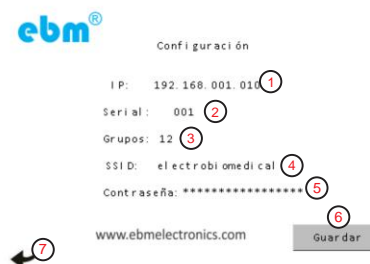 ebm®
Configuración
IP: 192.168.001.010 1
Serial: 001 2
Grupos: 12 3
SSID: electrobiomedical 4
Contraseña: ***************** 5
6
www.ebmelectronics.com Guardar
7